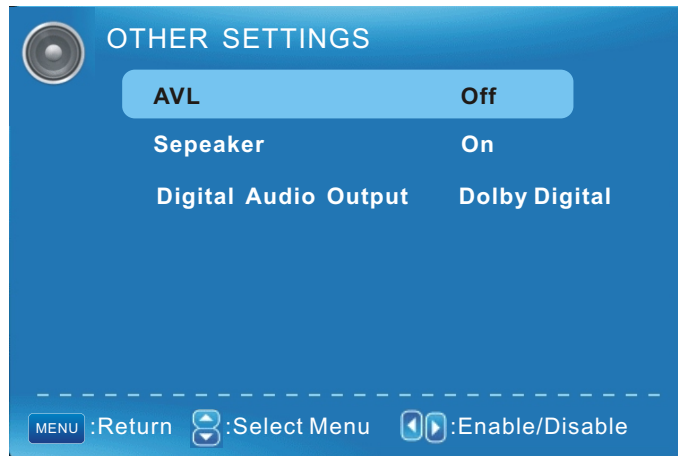 OTHER SETTINGS
AVL Off
Sepeaker On
Digital Audio Output Dolby Digital
MENU :Return :Select Menu :Enable/Disable